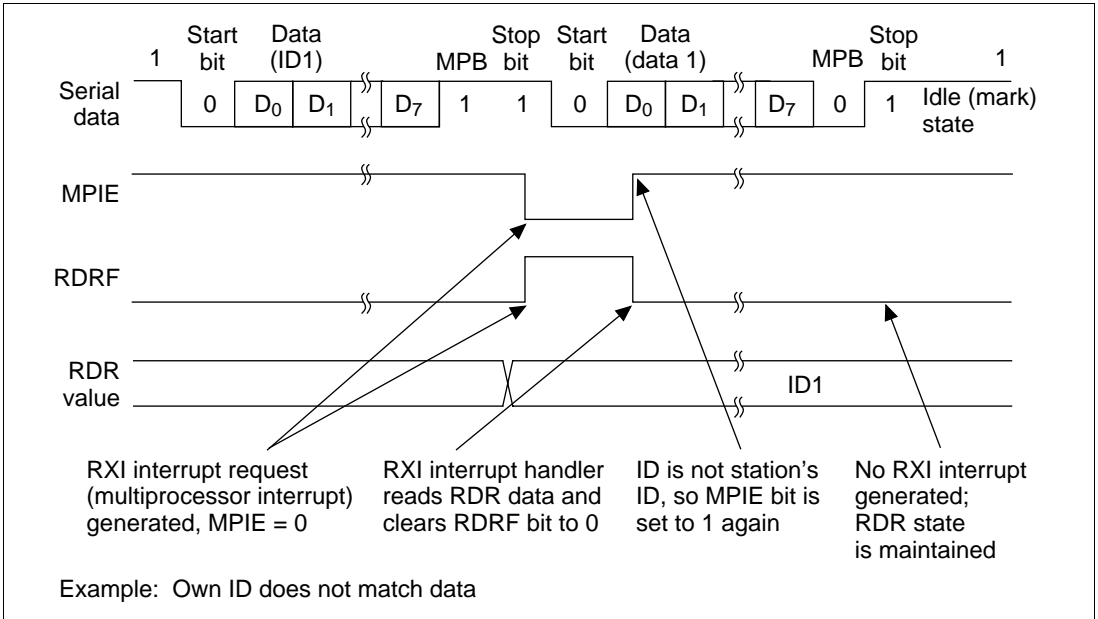 1 Start bit Data (ID1) MPB Stop bit Start bit Data (data 1) MPB Stop bit 1
Serial data 0 D0 D1 D7 1 1 0 D0 D1 D7 0 1 Idle (mark) state
MPIE
RDRF
RDR value ID1
RXI interrupt request
(multiprocessor interrupt)
generated, MPIE = 0
RXI interrupt handler
reads RDR data and
clears RDRF bit to 0
ID is not station's
ID, so MPIE bit is
set to 1 again
No RXI interrupt
generated;
RDR state
is maintained
Example: Own ID does not match data